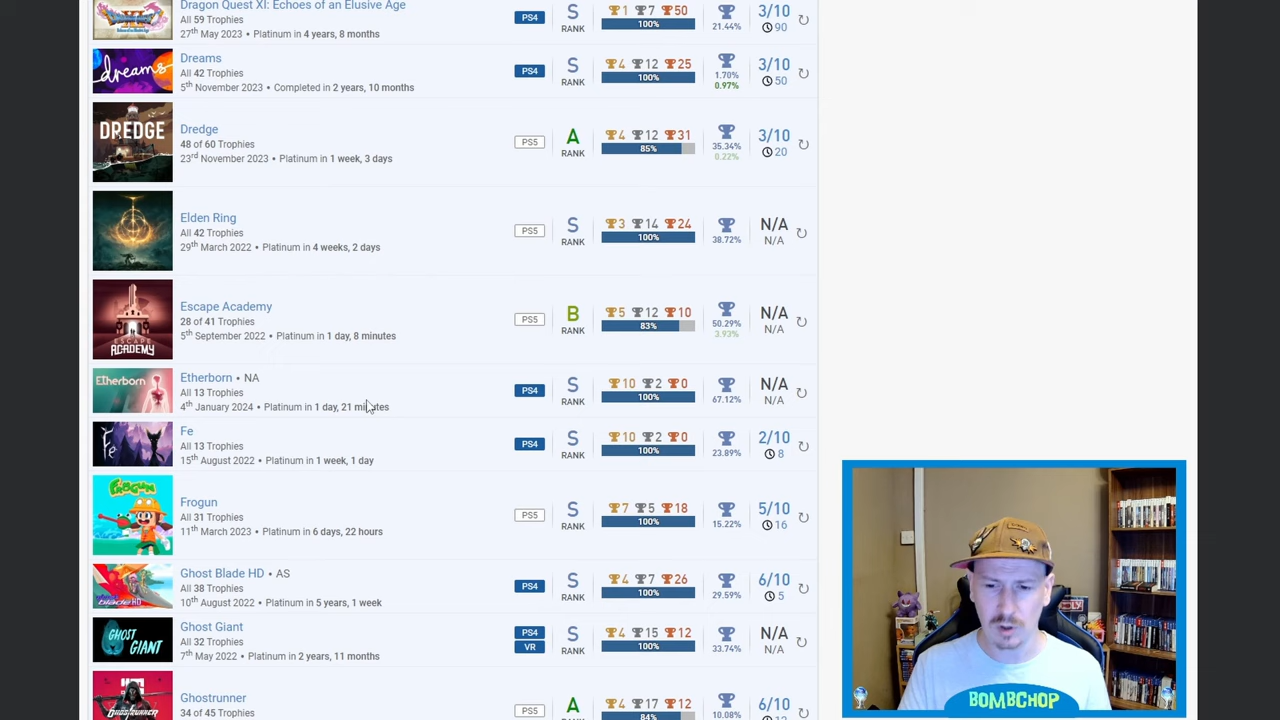 Dragon Quest XI: Echoes of an Elusive Age
All 59 Trophies
27th May 2023 • Platinum in 4 years, 8 months
PS4
S
RANK
1 7 50
100%
21.44%
3/10
90
dreams
Dreams
All 42 Trophies
5th November 2023 • Completed in 2 years, 10 months
PS4
S
RANK
4 12 25
100%
1.70%
0.97%
3/10
50
DREDGE
Dredge
48 of 60 Trophies
23rd November 2023 • Platinum in 1 week, 3 days
PS5
A
RANK
4 12 31
85%
35.34%
0.22%
3/10
20
Elden Ring
All 42 Trophies
29th March 2022 • Platinum in 4 weeks, 2 days
PS5
S
RANK
3 14 24
100%
38.72%
N/A
N/A
ESCAPE
ACADEMY
Escape Academy
28 of 41 Trophies
5th September 2022 • Platinum in 1 day, 8 minutes
PS5
B
RANK
5 12 10
83%
50.29%
3.93%
N/A
N/A
Etherborn
Etherborn • NA
All 13 Trophies
4th January 2024 • Platinum in 1 day, 21 minutes
PS4
S
RANK
10 2 0
100%
67.12%
N/A
N/A
Fe
Fe
All 13 Trophies
15th August 2022 • Platinum in 1 week, 1 day
PS4
S
RANK
10 2 0
100%
23.89%
2/10
8
FROGUN
Frogun
All 31 Trophies
11th March 2023 • Platinum in 6 days, 22 hours
PS5
S
RANK
7 5 18
100%
15.22%
5/10
16
Ghost Blade HD • AS
All 38 Trophies
10th August 2022 • Platinum in 5 years, 1 week
PS4
S
RANK
4 7 26
100%
29.59%
6/10
5
GHOST
GIANT
Ghost Giant
All 32 Trophies
7th May 2022 • Platinum in 2 years, 11 months
PS4
VR
S
RANK
4 15 12
100%
33.74%
N/A
N/A
GHOSTRUNNER
Ghostrunner
34 of 45 Trophies
PS5
A
RANK
4 17 12
84%
10.08%
6/10
BOMBCHOP